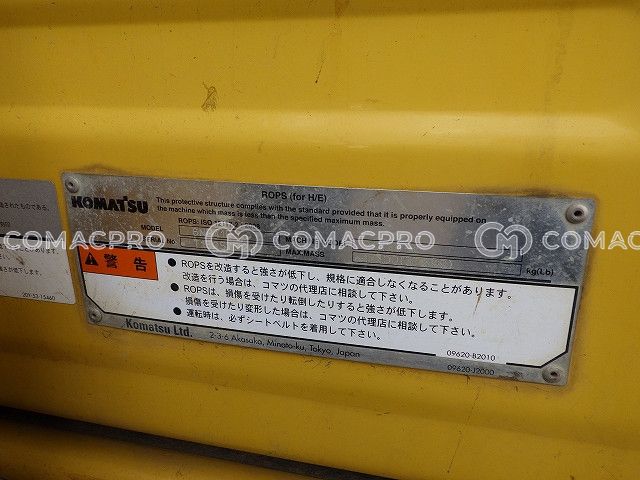 ROPS (for H/E)
KOMATSU
This protective structure complies with the standard provided that it is properly equipped on
the machine which mass is less than the specified maximum mass.
MODEL
ROPS: ISO
MAX.MASS
kg(Lb)
COMACPRO COMACPRO COMACPRO
警告
● ROPSを改造すると強さが低下し、規格に適合しなくなることがあります。
改造を行う場合は、コマツの代理店に相談して下さい。
● ROPSは、損傷を受けたり転倒したりすると強さが低下します。
損傷を受けたり変形した場合は、コマツの代理店に相談して下さい。
● 運転時は、必ずシートベルトを着用して下さい。
09620-B2010
Komatsu Ltd.
2-3-6 Akasaka, Minato-ku, Tokyo, Japan
09620-J2000